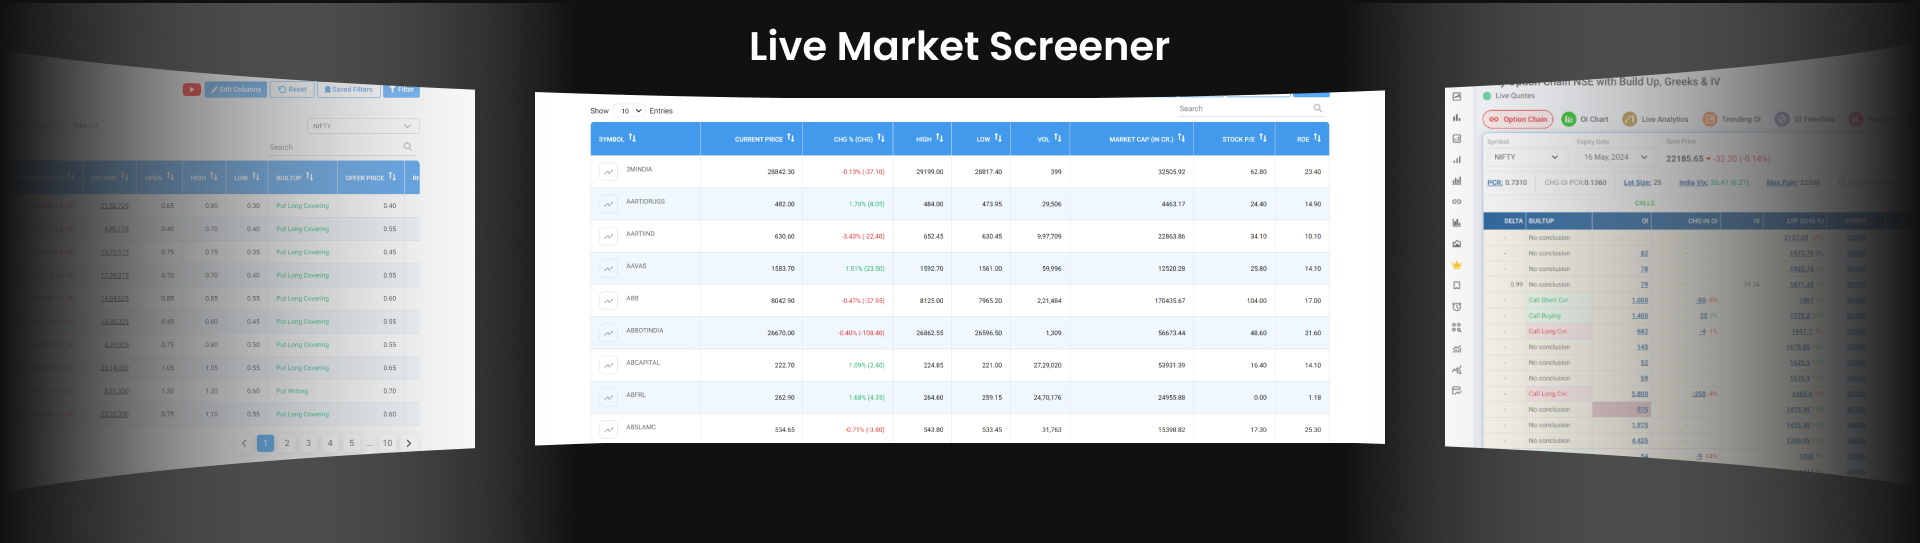 Live Market Screener
Edit Columns Reset Saved Filters Filter
NIFTY
Search
VOLUME OPEN HIGH LOW BUILTUP OFFER PRICE
21,82,725 0.65 0.80 0.30 Put Long Covering 0.40
4,82,175 0.45 0.70 0.40 Put Long Covering 0.55
15,70,575 0.75 0.75 0.35 Put Long Covering 0.45
0.70 0.70 0.40 Put Long Covering 0.55
0.85 0.85 0.55 Put Long Covering 0.60
0.45 0.80 0.45 Put Long Covering 0.55
0.75 0.80 0.50 Put Long Covering 0.55
1.05 1.05 0.55 Put Long Covering 0.65
1.20 1.20 0.60 Put Writing 0.70
0.75 1.10 0.55 Put Long Covering 0.60
1 2 3 4 5 ... 10
Show 10 Entries
Search
SYMBOL CURRENT PRICE CHG % (CHG) HIGH LOW VOL MARKET CAP (IN CR.) STOCK P/E ROE
3MINDIA 28842.30 -0.13% (-37.10) 29199.00 28817.40 399 32505.92 62.80 23.40
AARTIDRUGS 482.00 1.70% (8.05) 484.00 473.95 29,506 4463.17 24.40 14.90
AARTIIND 630.60 -3.43% (-22.40) 652.45 630.45 9,97,709 22863.86 34.10 10.10
AAVAS 1583.70 1.51% (23.50) 1592.70 1561.00 59,996 12520.28 25.80 14.10
ABB 8042.90 -0.47% (-37.95) 8125.00 7965.20 2,21,484 170435.67 104.00 17.00
ABBOTINDIA 26670.00 -0.40% (-108.40) 26862.55 26596.50 1,309 56673.44 48.60 31.60
ABCAPITAL 222.70 1.09% (2.40) 224.85 221.00 27,29,020 53931.39 16.40 14.10
ABFRL 262.90 1.68% (4.35) 264.60 259.15 24,70,176 24955.88 0.00 1.18
ABSLAMC 534.65 -0.71% (-3.80) 543.80 533.45 31,763 15398.82 17.30 25.30
Option Chain NSE with Build Up, Greeks & IV
Live Quotes
Option Chain OI Chart Live Analytics Trending OI OI Timeflow
Symbol Expiry Date Spot Price
NIFTY 16 May, 2024 22185.65 -32.20 (-0.14%)
PCR: 0.7310 CHG OI PCR:0.1360 Lot Size: 25 India Vix: 20.47 (0.27) Max Pain: 22200
CALLS
DELTA BUILTUP OI CHG IN OI IV LTP (CHG %) STRIKE
- No conclusion - -
- No conclusion 82 - -
- No conclusion 78 - -
0.99 No conclusion 79 - 79.36
- Call Short Cvr. 1,000 -50 -5%
- Call Buying 1,400 25 2%
- Call Long Cvr. 682 -4 -1%
- No conclusion 145 - -
- No conclusion 52 - -
- No conclusion 59 - -
- Call Long Cvr. 5,800 -250 -4%
- No conclusion 975 - -
- No conclusion 1,975 - -
- No conclusion 4,425 - -
- No conclusion 54 -9 -14%